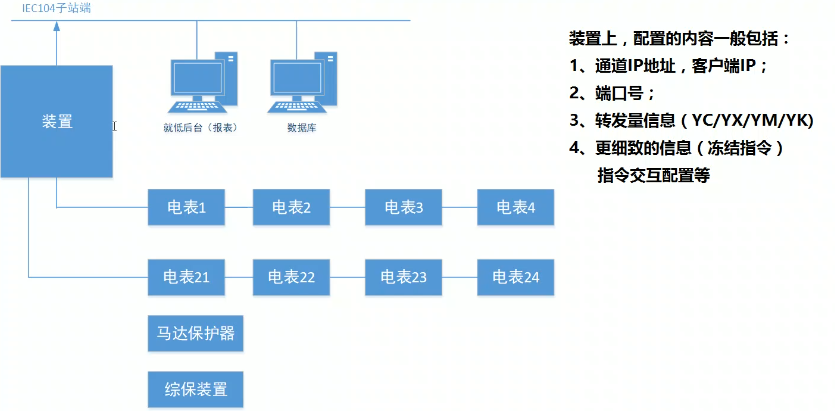 IEC104子站端
装置
就低后台（报表）
数据库
电表1
电表2
电表3
电表4
电表21
电表22
电表23
电表24
马达保护器
综保装置
装置上，配置的内容一般包括：
1、通道IP地址，客户端IP；
2、端口号；
3、转发量信息（YC/YX/YM/YK)
4、更细致的信息（冻结指令）
指令交互配置等